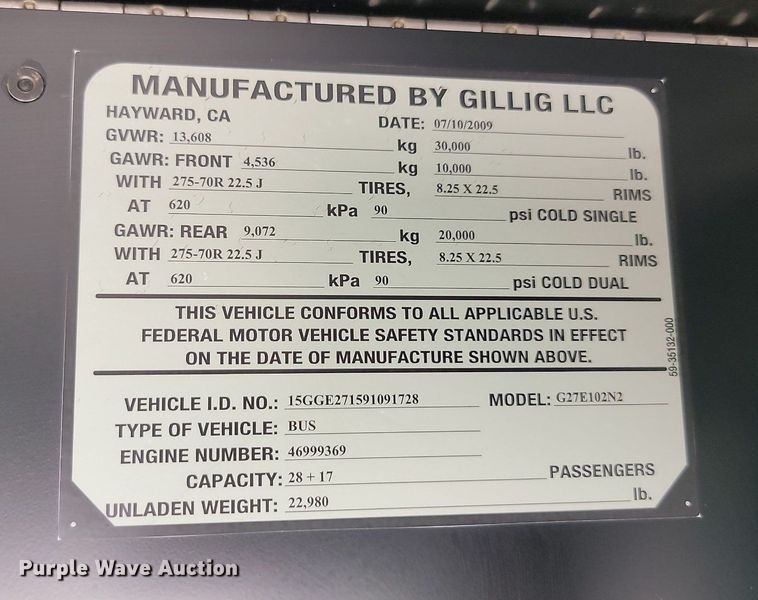 MANUFACTURED BY GILLIG LLC
HAYWARD, CA DATE: 07/10/2009
GVWR: 13,608 kg 30,000 lb.
GAWR: FRONT 4,536 kg 10,000 lb.
WITH 275-70R 22.5 J TIRES, 8.25 X 22.5 RIMS
AT 620 kPa 90 psi COLD SINGLE
GAWR: REAR 9,072 kg 20,000 lb.
WITH 275-70R 22.5 J TIRES, 8.25 X 22.5 RIMS
AT 620 kPa 90 psi COLD DUAL
THIS VEHICLE CONFORMS TO ALL APPLICABLE U.S.
FEDERAL MOTOR VEHICLE SAFETY STANDARDS IN EFFECT
ON THE DATE OF MANUFACTURE SHOWN ABOVE.
59-35132-000
VEHICLE I.D. NO.: 15GGE271591091728 MODEL: G27E102N2
TYPE OF VEHICLE: BUS
ENGINE NUMBER: 46999369
CAPACITY: 28 + 17 PASSENGERS
UNLADEN WEIGHT: 22,980 lb.
Purple Wave Auction